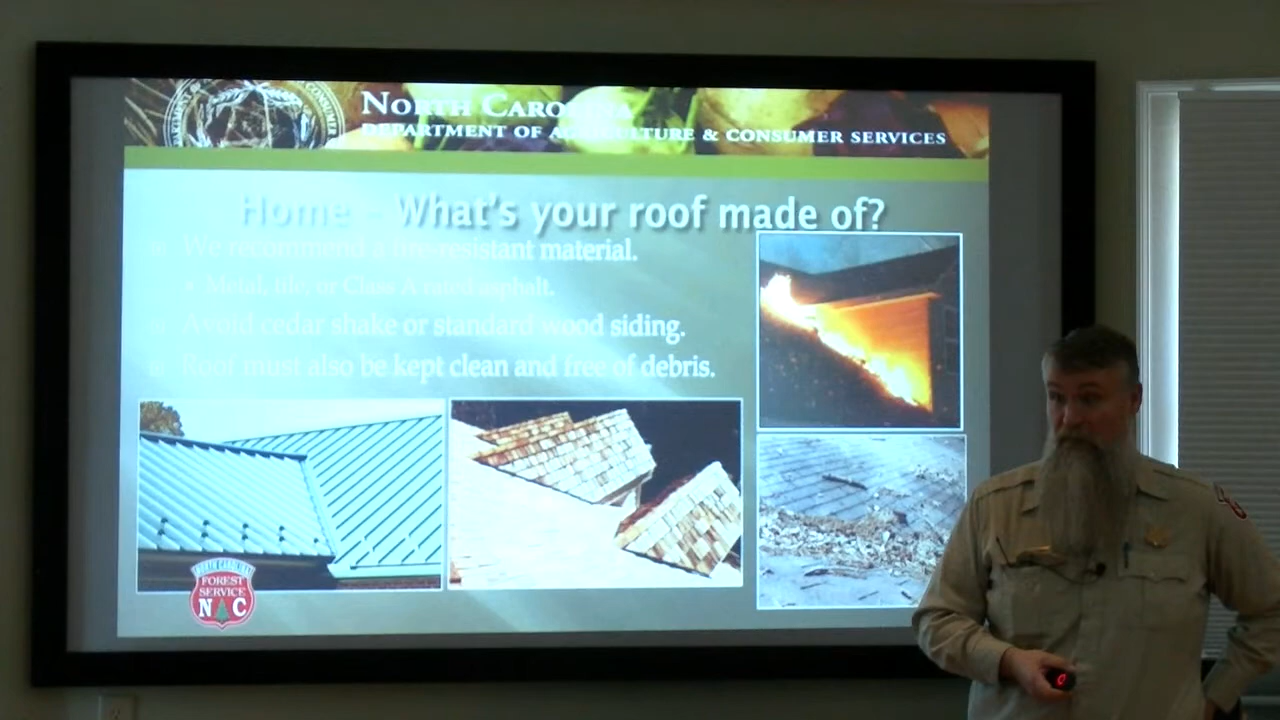 NORTH CAROLINA
DEPARTMENT OF AGRICULTURE & CONSUMER SERVICES
Home - What's your roof made of?
We recommend a fire-resistant material.
• Metal, tile, or Class A rated asphalt.
Avoid cedar shake or standard wood siding.
Roof must also be kept clean and free of debris.
NORTH CAROLINA
FOREST
SERVICE
N C